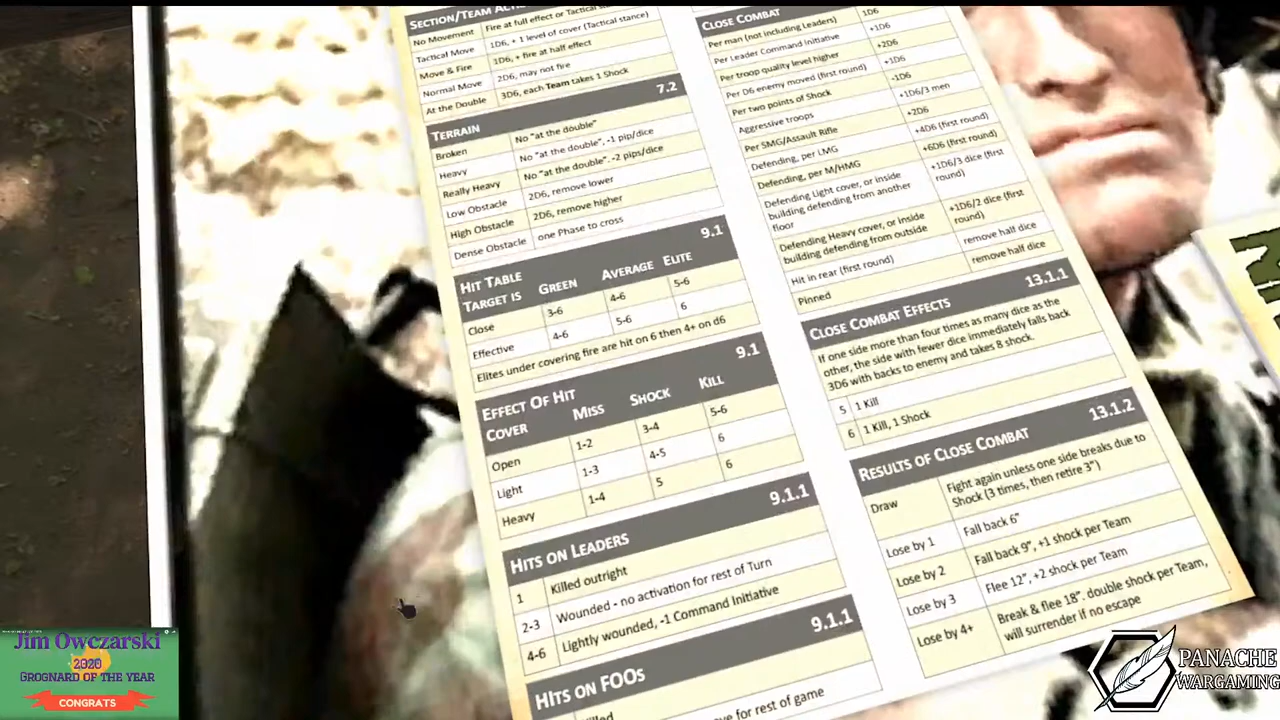 SECTION/TEAM
No Movement Fire at full effect or Tactical
Tactical Move 1D6, + 1 level of cover (Tactical stance)
Move & Fire 1D6, + fire at half effect
Normal Move 2D6, may not fire
At the Double 3D6, each Team takes 1 Shock
TERRAIN 7.2
Broken No "at the double"
Heavy No "at the double", -1 pip/dice
Really Heavy No "at the double", -2 pips/dice
Low Obstacle 2D6, remove lower
High Obstacle 2D6, remove higher
Dense Obstacle one Phase to cross
HIT TABLE 9.1
TARGET IS GREEN AVERAGE ELITE
Close 3-6 4-6 5-6
Effective 4-6 5-6 6
Elites under covering fire are hit on 6 then 4+ on d6
EFFECT OF HIT 9.1
COVER MISS SHOCK KILL
Open 1-2 3-4 5-6
Light 1-3 4-5 6
Heavy 1-4 5 6
HITS ON LEADERS 9.1.1
1 Killed outright
2-3 Wounded - no activation for rest of Turn
4-6 Lightly wounded, -1 Command Initiative
HITS ON FOOS 9.1.1
for rest of game
CLOSE COMBAT
Per man (not including Leaders) 1D6
Per Leader Command Initiative +1D6
Per troop quality level higher +2D6
Per D6 enemy moved (first round) +1D6
Per two points of Shock -1D6
Aggressive troops +1D6/3 men
Per SMG/Assault Rifle +2D6
Defending, per LMG +4D6 (first round)
Defending, per M/HMG +6D6 (first round)
Defending Light cover, or inside +1D6/3 dice (first
building defending from another round)
floor
Defending Heavy cover, or inside +1D6/2 dice (first
building defending from outside round)
Hit in rear (first round) remove half dice
Pinned remove half dice
CLOSE COMBAT EFFECTS 13.1.1
If one side more than four times as many dice as the
other, the side with fewer dice immediately falls back
3D6 with backs to enemy and takes 8 shock.
5 1 Kill
6 1 Kill, 1 Shock
RESULTS OF CLOSE COMBAT 13.1.2
Draw Fight again unless one side breaks due to
Shock (3 times, then retire 3")
Lose by 1 Fall back 6"
Lose by 2 Fall back 9", +1 shock per Team
Lose by 3 Flee 12", +2 shock per Team
Lose by 4+ Break & flee 18". double shock per Team,
will surrender if no escape
Jim Owczarski
2020
GROGNARD OF THE YEAR
CONGRATS
PANACHE
WARGAMING